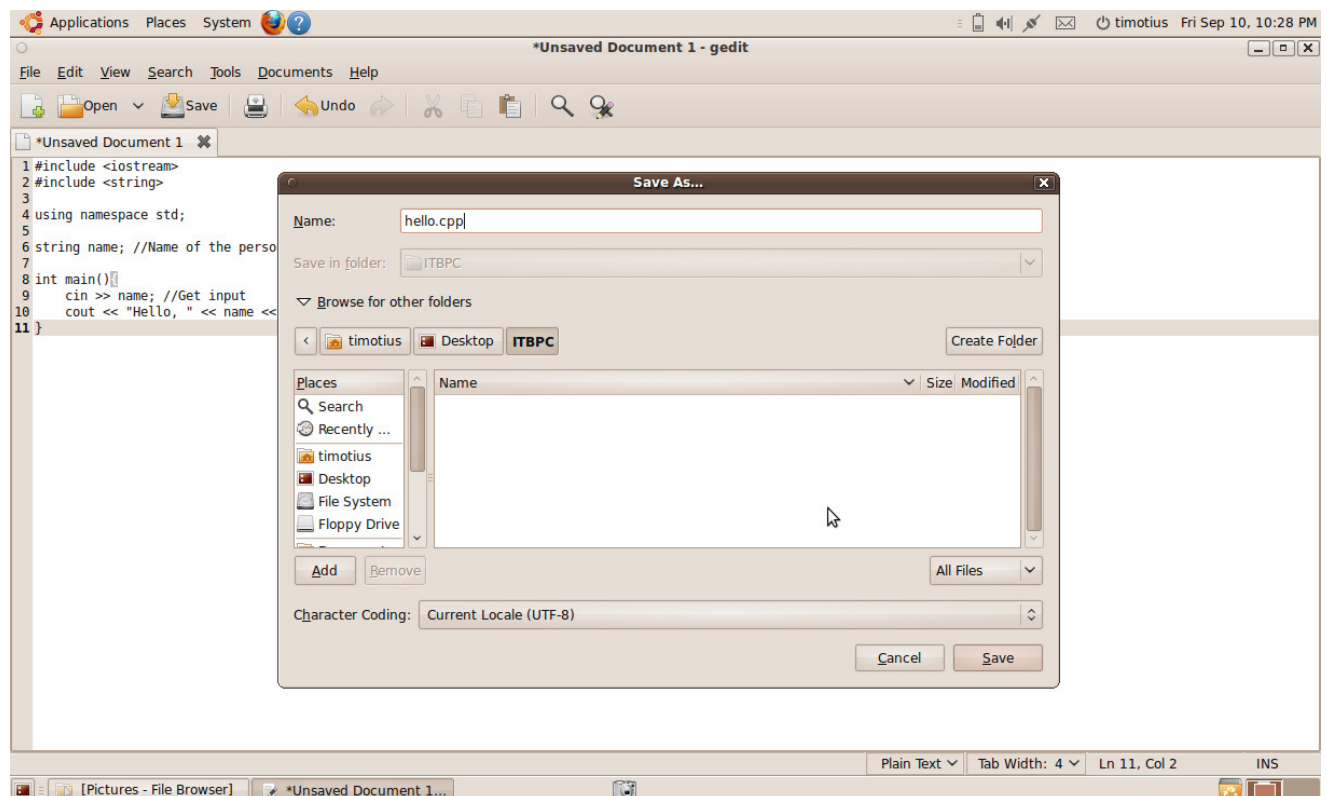 Applications Places System timotius Fri Sep 10, 10:28 PM
*Unsaved Document 1 - gedit
File Edit View Search Tools Documents Help
Open Save Undo
*Unsaved Document 1
1 #include <iostream>
2 #include <string>
3
4 using namespace std;
5
6 string name; //Name of the perso
7
8 int main(){
9 cin >> name; //Get input
10 cout << "Hello, " << name <<
11 }
Save As...
Name: hello.cpp
Save in folder: ITBPC
Browse for other folders
timotius Desktop ITBPC Create Folder
Places
Search
Recently ...
timotius
Desktop
File System
Floppy Drive
Name Size Modified
Add Remove All Files
Character Coding: Current Locale (UTF-8)
Cancel Save
Plain Text Tab Width: 4 Ln 11, Col 2 INS
[Pictures - File Browser] *Unsaved Document 1...